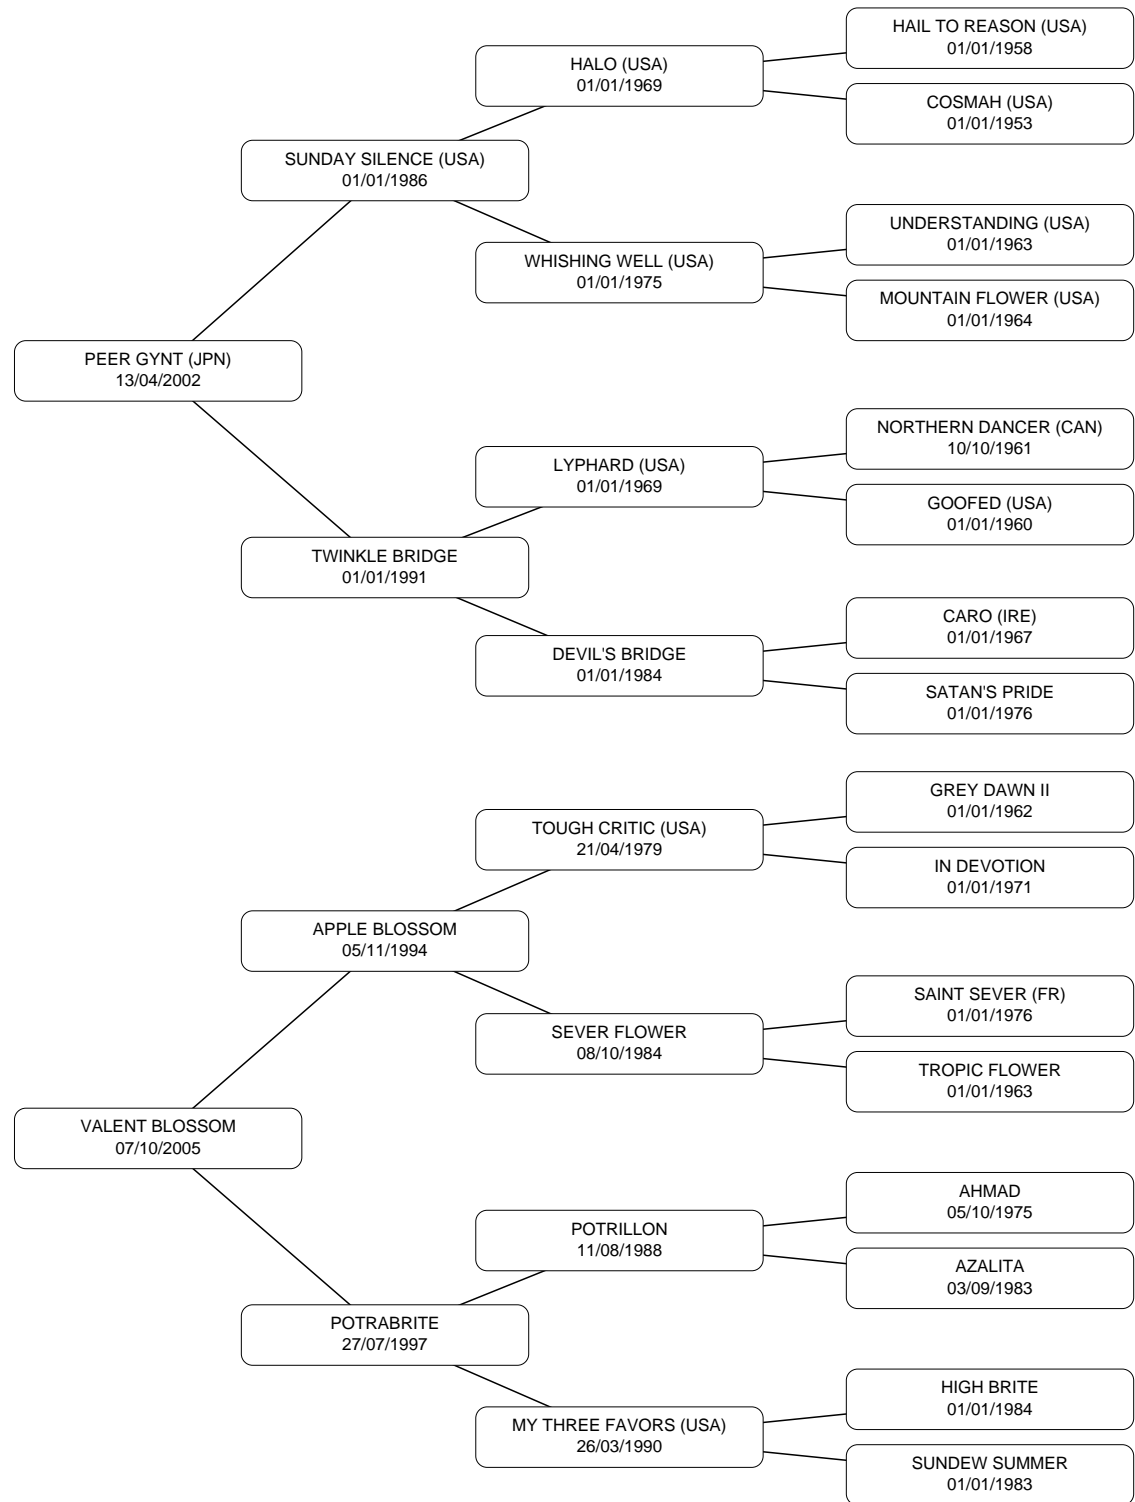 HAIL TO REASON (USA)
01/01/1958
HALO (USA)
01/01/1969
COSMAH (USA)
01/01/1953
SUNDAY SILENCE (USA)
01/01/1986
UNDERSTANDING (USA)
01/01/1963
WHISHING WELL (USA)
01/01/1975
MOUNTAIN FLOWER (USA)
01/01/1964
PEER GYNT (JPN)
13/04/2002
NORTHERN DANCER (CAN)
10/10/1961
LYPHARD (USA)
01/01/1969
GOOFED (USA)
01/01/1960
TWINKLE BRIDGE
01/01/1991
CARO (IRE)
01/01/1967
DEVIL'S BRIDGE
01/01/1984
SATAN'S PRIDE
01/01/1976
GREY DAWN II
01/01/1962
TOUGH CRITIC (USA)
21/04/1979
IN DEVOTION
01/01/1971
APPLE BLOSSOM
05/11/1994
SAINT SEVER (FR)
01/01/1976
SEVER FLOWER
08/10/1984
TROPIC FLOWER
01/01/1963
VALENT BLOSSOM
07/10/2005
AHMAD
05/10/1975
POTRILLON
11/08/1988
AZALITA
03/09/1983
POTRABRITE
27/07/1997
HIGH BRITE
01/01/1984
MY THREE FAVORS (USA)
26/03/1990
SUNDEW SUMMER
01/01/1983